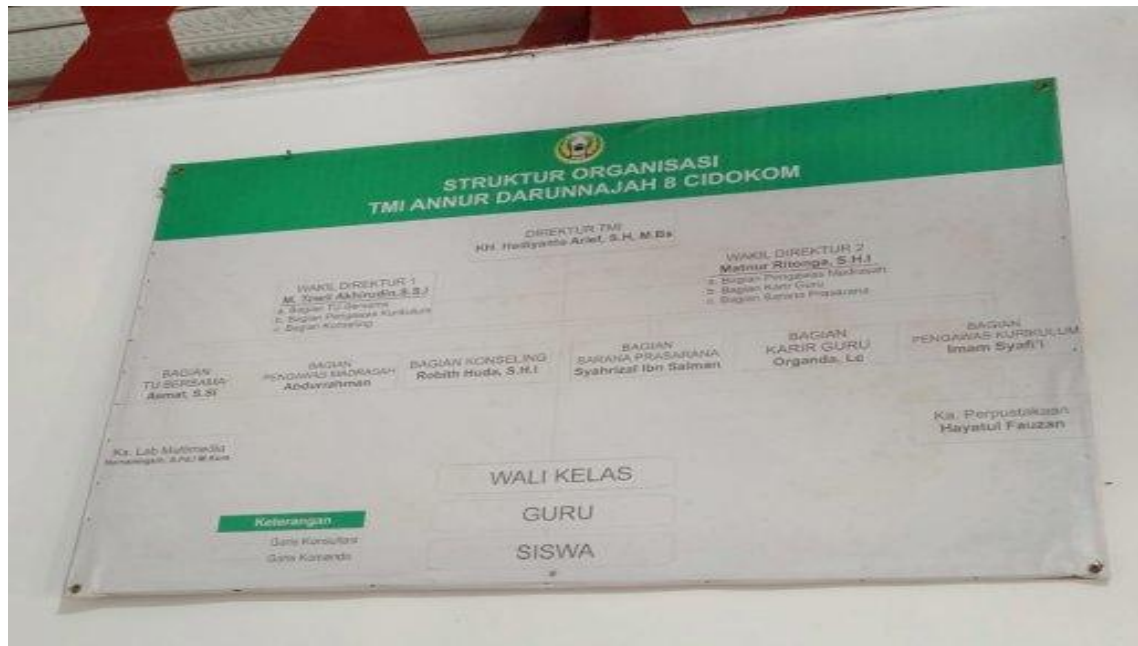 STRUKTUR ORGANISASI
TMI ANNUR DARUNNAJAH 8 CIDOKOM
DIREKTUR TMI
KH. Hadiyanto Arief, S.H, M.Bs
WAKIL DIREKTUR 1
M. Akhirudin,S.S.I
a. Bagian TU Bersama
b. Bagian Pengawas Kurikulum
c. Bagian Konseling
WAKIL DIREKTUR 2
Matnur Ritonga, S.H.I
a. Bagian Pengawas Madrasah
b. Bagian Karir Guru
c. Bagian Sarana Prasarana
BAGIAN
TU BERSAMA
Asmat, S.Si
BAGIAN
PENGAWAS MADRASAH
Abdurrahman
BAGIAN KONSELING
Robith Huda, S.H.I
BAGIAN
SARANA PRASARANA
Syahrizal Ibn Salman
BAGIAN
KARIR GURU
Organda, Lc
BAGIAN
PENGAWAS KURIKULUM
Imam Syafi'i
Ka. Lab Multimedia
Ka. Perpustakaan
Hayatul Fauzan
WALI KELAS
GURU
SISWA
Keterangan
Garis Konsultasi
Garis Komando